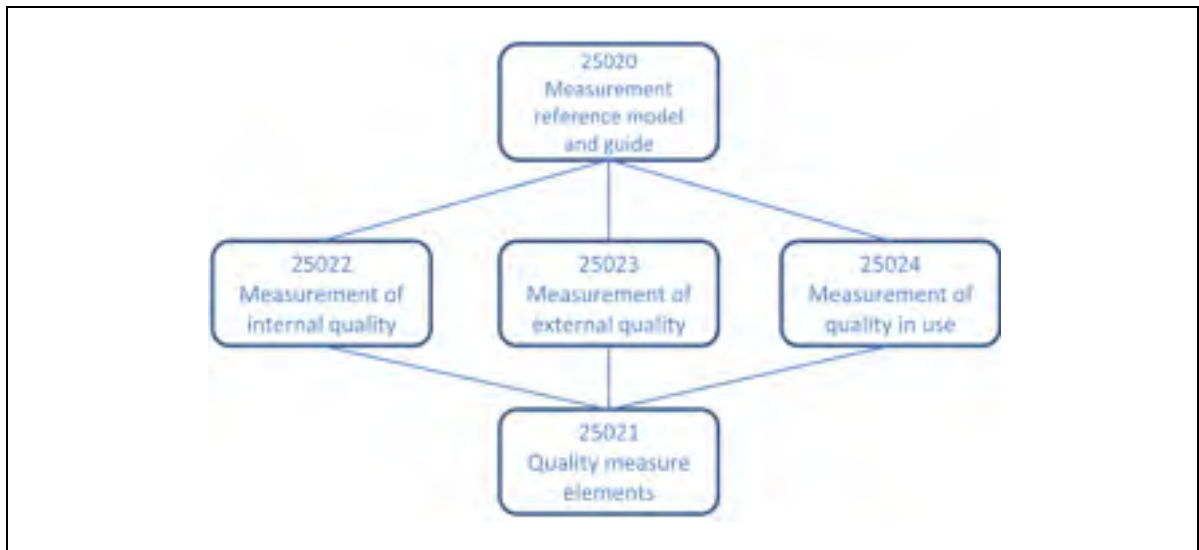 25020
Measurement
reference model
and guide
25022
Measurement of
internal quality
25023
Measurement of
external quality
25024
Measurement of
quality in use
25021
Quality measure
elements